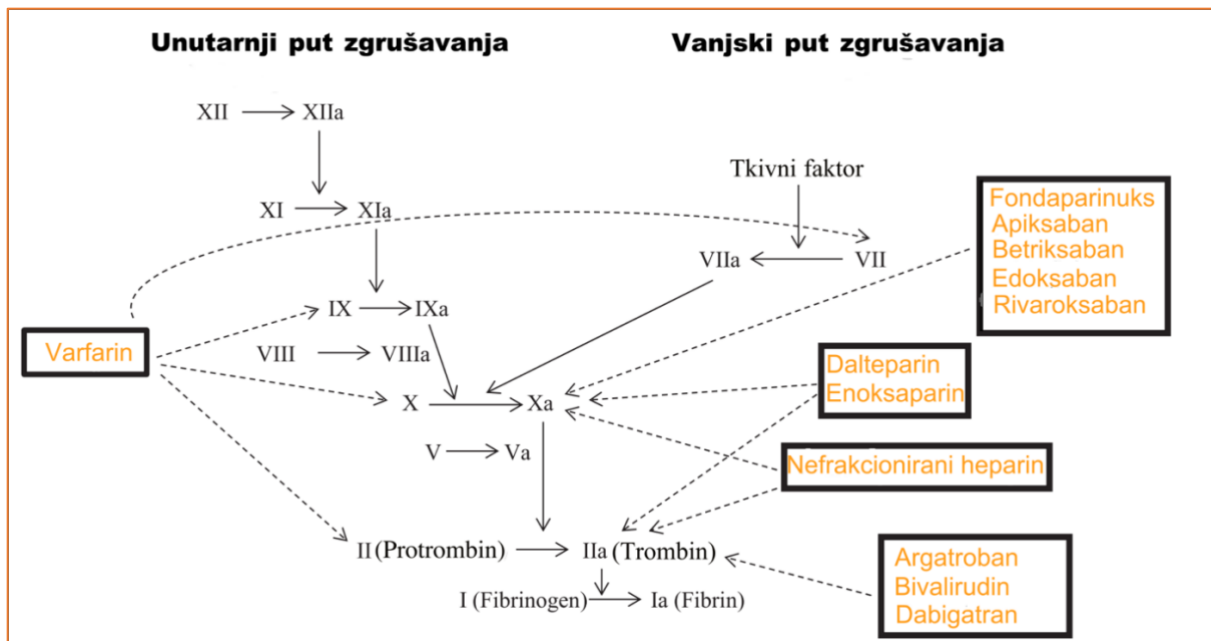 Unutarnji put zgrušavanja
Vanjski put zgrušavanja
XII XIIa
Tkivni faktor
XI XIa
VIIa VII
Fondaparinuks
Apiksaban
Betriksaban
Edoksaban
Rivaroksaban
IX IXa
Varfarin
VIII VIIIa
X Xa
Dalteparin
Enoksaparin
V Va
Nefrakcionirani heparin
II (Protrombin) IIa (Trombin)
I (Fibrinogen) Ia (Fibrin)
Argatroban
Bivalirudin
Dabigatran